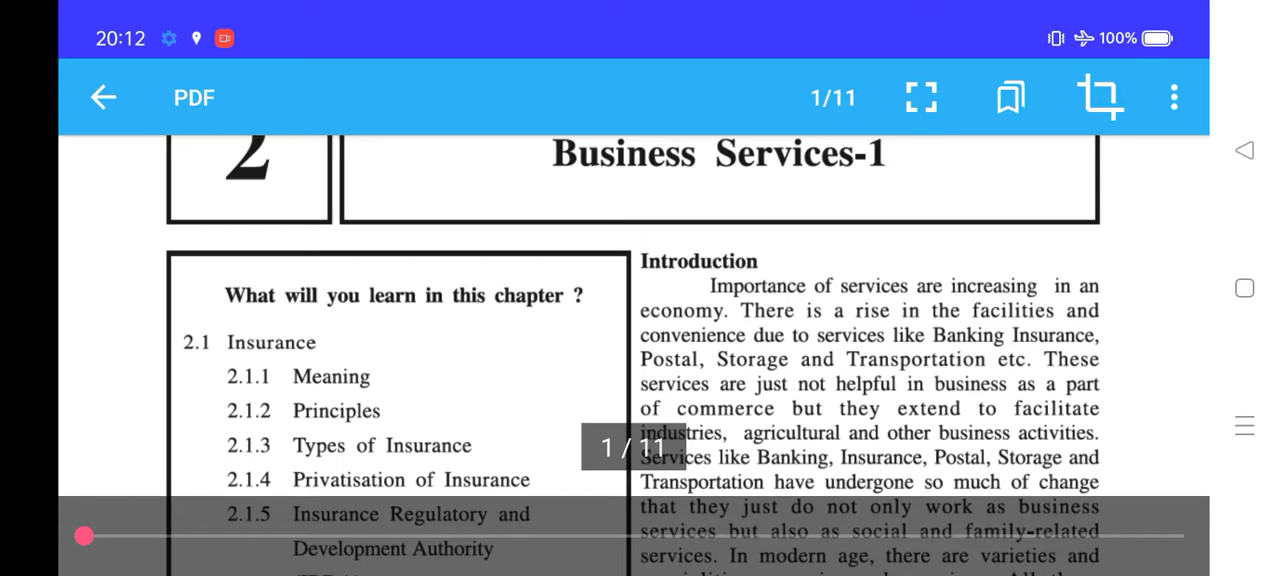 20:12
100%
PDF
1/11
2
Business Services-1
What will you learn in this chapter ?
2.1 Insurance
2.1.1 Meaning
2.1.2 Principles
2.1.3 Types of Insurance
2.1.4 Privatisation of Insurance
2.1.5 Insurance Regulatory and
Development Authority
Introduction
Importance of services are increasing in an
economy. There is a rise in the facilities and
convenience due to services like Banking Insurance,
Postal, Storage and Transportation etc. These
services are just not helpful in business as a part
of commerce but they extend to facilitate
industries, agricultural and other business activities.
Services like Banking, Insurance, Postal, Storage and
Transportation have undergone so much of change
that they just do not only work as business
services but also as social and family-related
services. In modern age, there are varieties and
1 / 11